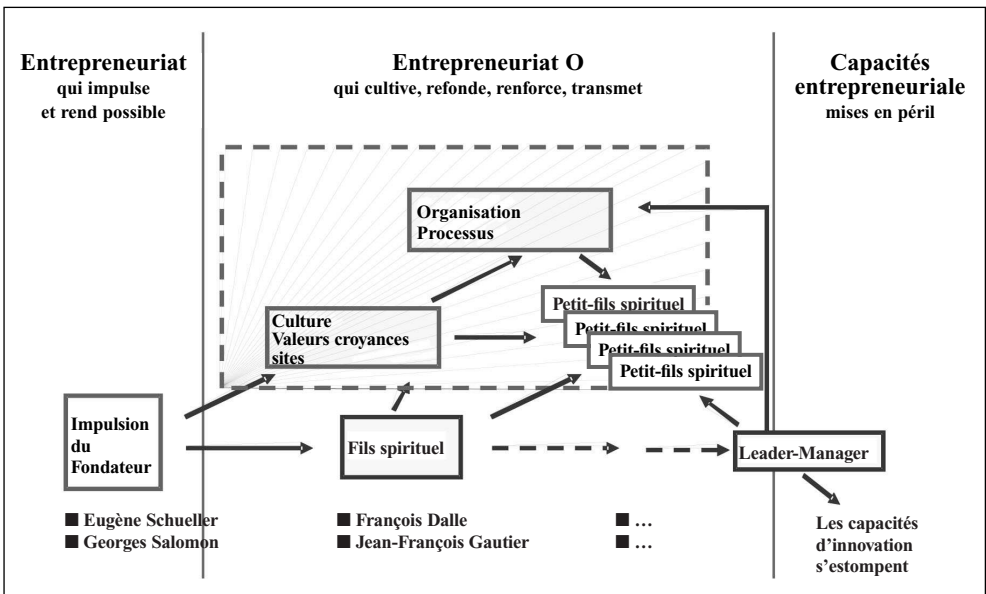 Entrepreneuriat
qui impulse
et rend possible
Entrepreneuriat O
qui cultive, refonde, renforce, transmet
Capacités
entrepreneuriale
mises en péril
Organisation
Processus
Petit-fils spirituel
Petit-fils spirituel
Petit-fils spirituel
Petit-fils spirituel
Culture
Valeurs croyances
sites
Impulsion
du
Fondateur
Fils spirituel
Leader-Manager
■ Eugène Schueller
■ Georges Salomon
■ François Dalle
■ Jean-François Gautier
■ …
■ …
Les capacités
d’innovation
s’estompent